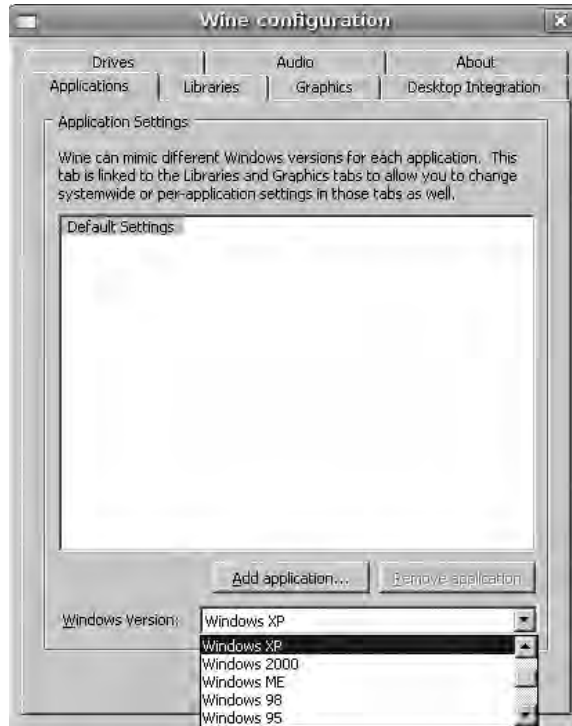 Wine configuration
Drives Audio About
Applications Libraries Graphics Desktop Integration
Application Settings
Wine can mimic different Windows versions for each application. This
tab is linked to the Libraries and Graphics tabs to allow you to change
systemwide or per-application settings in those tabs as well.
Default Settings
Add application... Remove application
Windows Version: Windows XP
Windows XP
Windows 2000
Windows ME
Windows 98
Windows 95